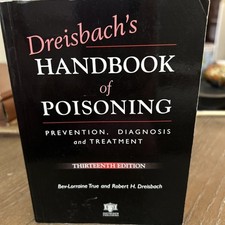 Dreisbach's
HANDBOOK
of
POISONING
PREVENTION, DIAGNOSIS
and TREATMENT
THIRTEENTH EDITION
Bev-Lorraine True and Robert H. Dreisbach